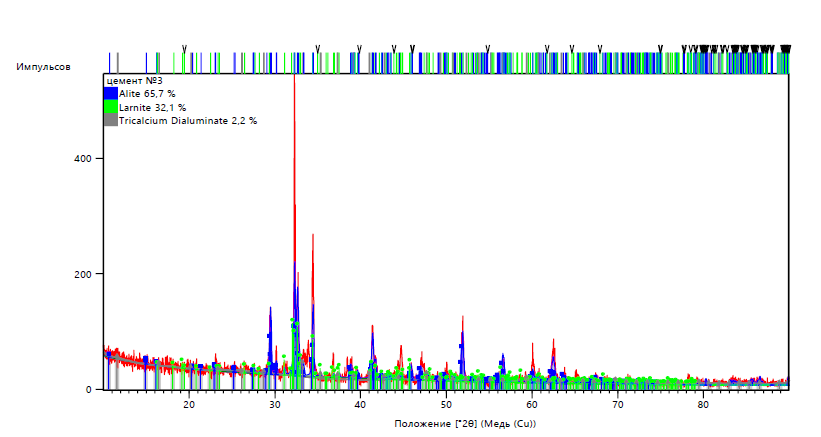 Импульсов
цемент №3
Alite 65,7 %
Larnite 32,1 %
Tricalcium Dialuminate 2,2 %
400
200
0
20 30 40 50 60 70 80
Положение [°2θ] (Медь (Cu))